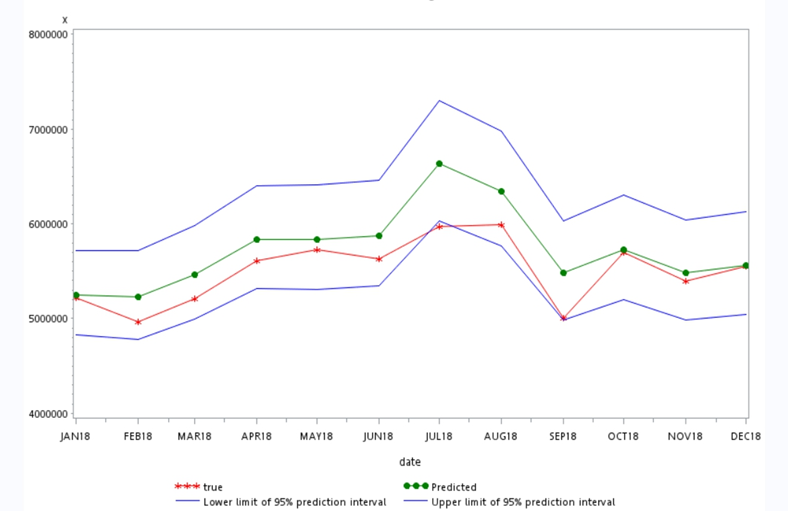 x
8000000
7000000
6000000
5000000
4000000
JAN18 FEB18 MAR18 APR18 MAY18 JUN18 JUL18 AUG18 SEP18 OCT18 NOV18 DEC18
date
true Predicted
Lower limit of 95% prediction interval Upper limit of 95% prediction interval